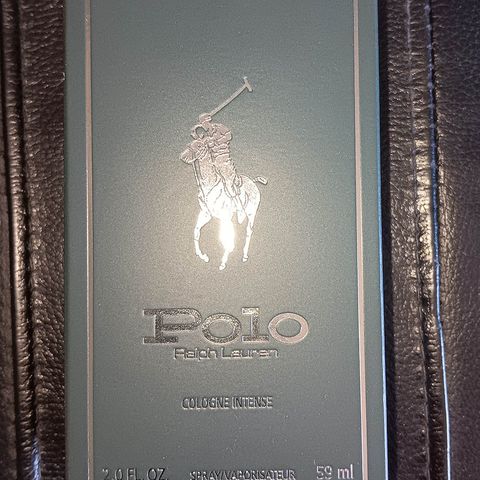 Polo
Ralph Lauren
COLOGNE INTENSE
2.0 FL. OZ. SPRAY/VAPORISATEUR 59 ml